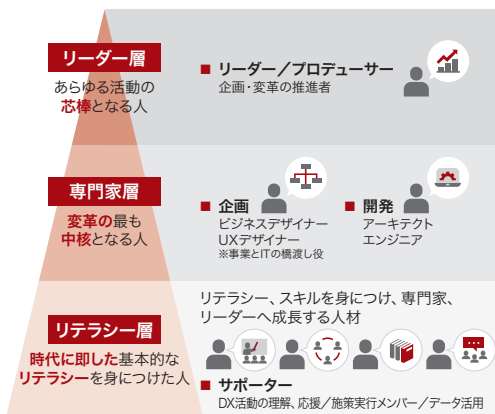 リーダー層
あらゆる活動の
芯棒となる人
■ リーダー／プロデューサー
企画・変革の推進者
専門家層
変革の最も
中核となる人
■ 企画
ビジネスデザイナー
UXデザイナー
※事業とITの橋渡し役
■ 開発
アーキテクト
エンジニア
リテラシー層
時代に即した基本的な
リテラシーを身につけた人
リテラシー、スキルを身につけ、専門家、
リーダーへ成長する人材
■ サポーター
DX活動の理解、応援／施策実行メンバー／データ活用